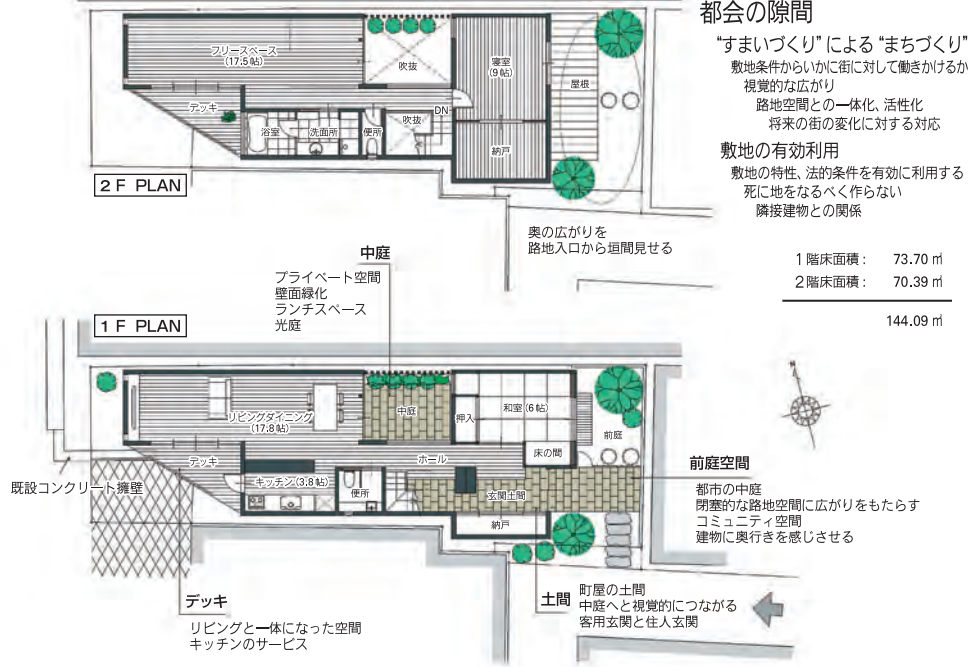 都会の隙間
“すまいづくり”による“まちづくり”
敷地条件からいかに街に対して働きかけるか
視覚的な広がり
路地空間との一体化、活性化
将来の街の変化に対する対応
敷地の有効利用
敷地の特性、法的条件を有効に利用する
死に地をなるべく作らない
隣接建物との関係
1階床面積： 73.70 ㎡
2階床面積： 70.39 ㎡
144.09 ㎡
フリースペース
（17.5帖）
吹抜
寝室
（9帖）
屋根
デッキ
浴室
洗面所
便所
吹抜
DN
納戸
2F PLAN
奥の広がりを
路地入口から垣間見せる
中庭
プライベート空間
壁面緑化
ランチスペース
光庭
1F PLAN
リビングダイニング
（17.8帖）
中庭
押入
和室（6帖）
床の間
前庭
デッキ
ホール
キッチン（3.8帖）
便所
玄関土間
納戸
既設コンクリート擁壁
前庭空間
都市の中庭
閉塞的な路地空間に広がりをもたらす
コミュニティ空間
建物に奥行きを感じさせる
デッキ
リビングと一体になった空間
キッチンのサービス
土間
町屋の土間
中庭へと視覚的につながる
客用玄関と住人玄関
N